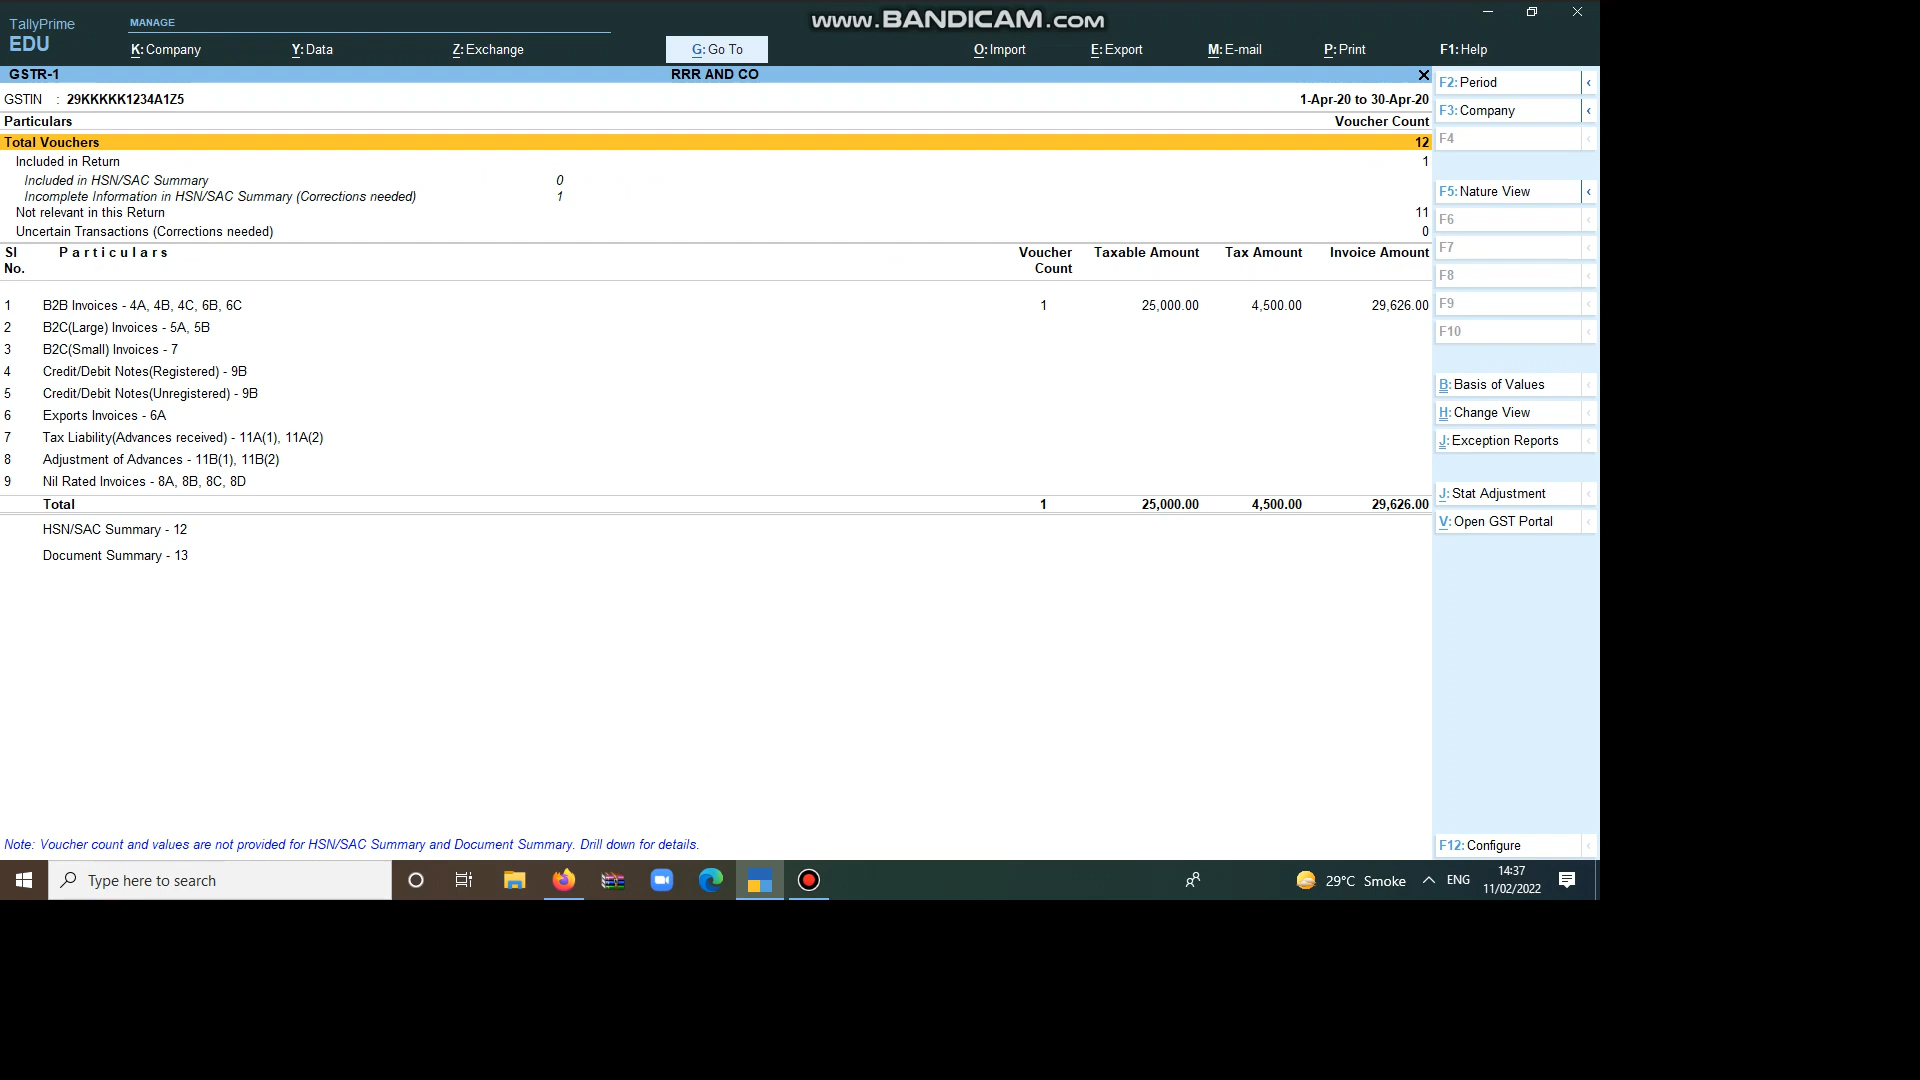 www.BANDICAM.com
TallyPrime
EDU
MANAGE
K: Company Y: Data Z: Exchange G: Go To O: Import E: Export M: E-mail P: Print F1: Help
GSTR-1 RRR AND CO
GSTIN : 29KKKKK1234A1Z5 1-Apr-20 to 30-Apr-20
Particulars Voucher Count
Total Vouchers 12
Included in Return 1
Included in HSN/SAC Summary 0
Incomplete Information in HSN/SAC Summary (Corrections needed) 1
Not relevant in this Return 11
Uncertain Transactions (Corrections needed) 0
Sl No. Particulars Voucher Count Taxable Amount Tax Amount Invoice Amount
1 B2B Invoices - 4A, 4B, 4C, 6B, 6C 1 25,000.00 4,500.00 29,626.00
2 B2C(Large) Invoices - 5A, 5B
3 B2C(Small) Invoices - 7
4 Credit/Debit Notes(Registered) - 9B
5 Credit/Debit Notes(Unregistered) - 9B
6 Exports Invoices - 6A
7 Tax Liability(Advances received) - 11A(1), 11A(2)
8 Adjustment of Advances - 11B(1), 11B(2)
9 Nil Rated Invoices - 8A, 8B, 8C, 8D
Total 1 25,000.00 4,500.00 29,626.00
HSN/SAC Summary - 12
Document Summary - 13
Note: Voucher count and values are not provided for HSN/SAC Summary and Document Summary. Drill down for details.
F2: Period
F3: Company
F4
F5: Nature View
F6
F7
F8
F9
F10
B: Basis of Values
H: Change View
J: Exception Reports
J: Stat Adjustment
V: Open GST Portal
F12: Configure
Type here to search
29°C Smoke ENG 14:37
11/02/2022